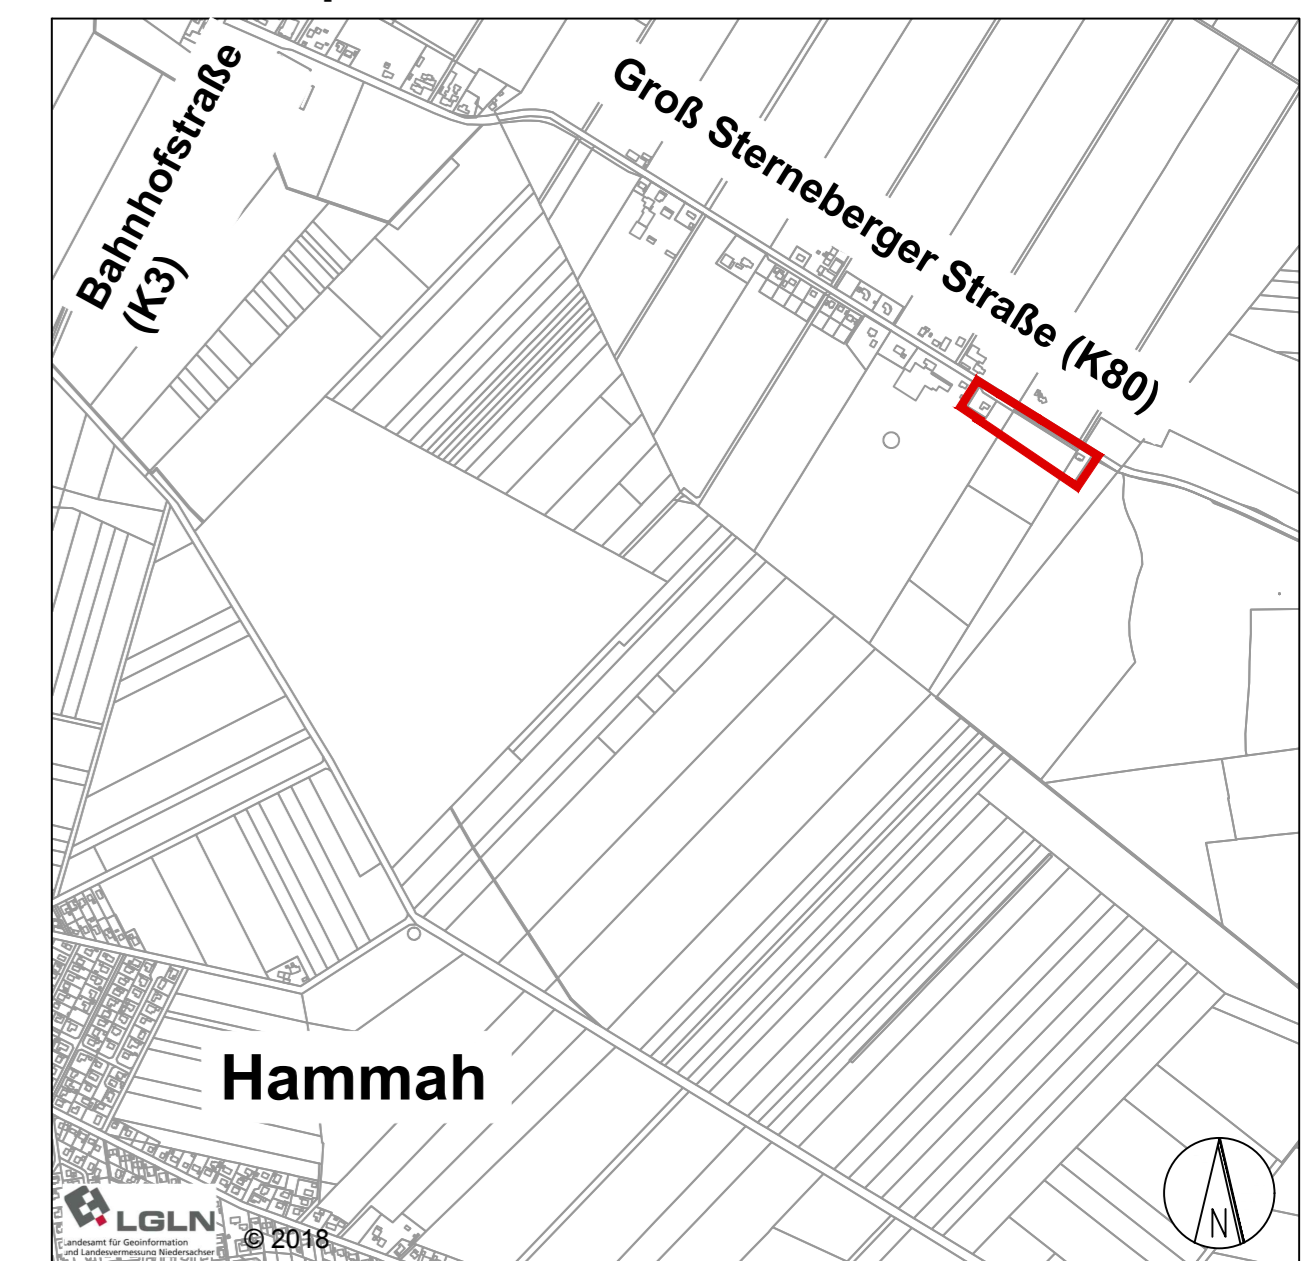 Bahnhofstraße
(K3)
Groß Sterneberger Straße (K80)
Hammah
LGLN
Landesamt für Geoinformation
und Landesvermessung Niedersachsen
© 2018
N